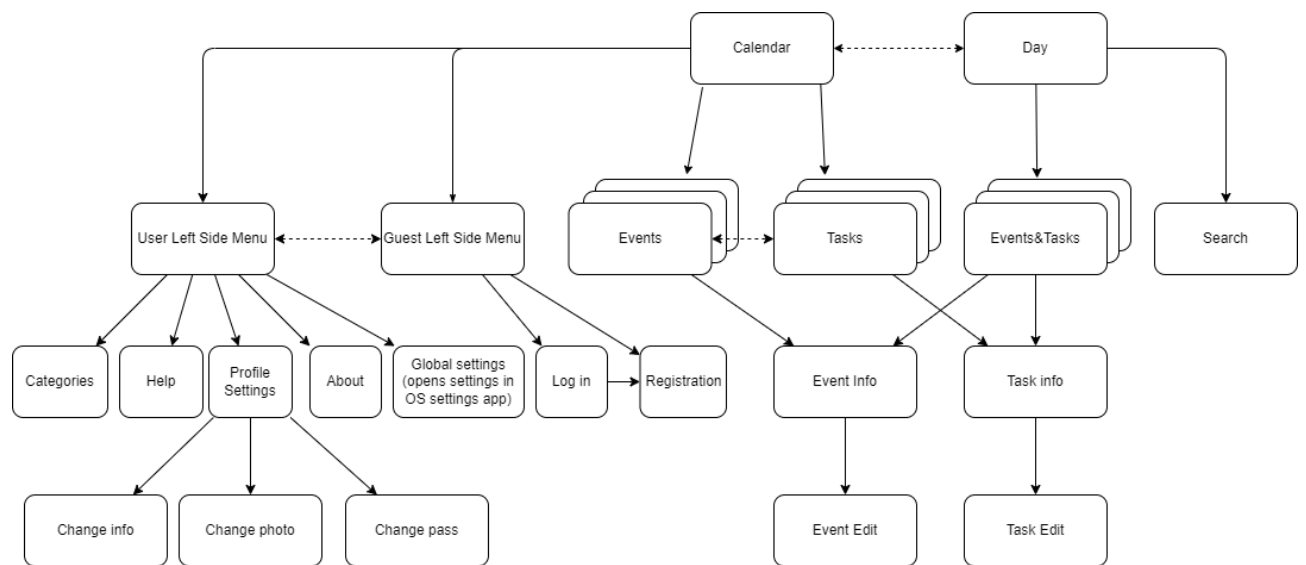 Calendar
Day
User Left Side Menu
Guest Left Side Menu
Events
Tasks
Events&Tasks
Search
Categories
Help
Profile
Settings
About
Global settings
(opens settings in
OS settings app)
Log in
Registration
Event Info
Task info
Change info
Change photo
Change pass
Event Edit
Task Edit